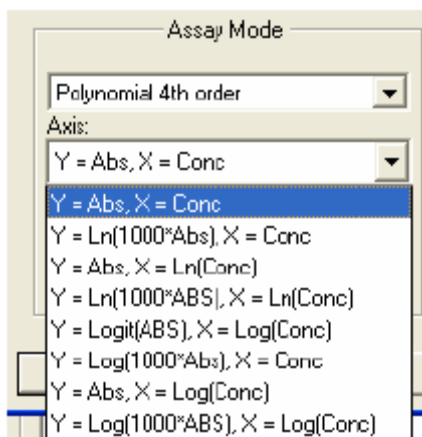 Assay Mode
Polynomial 4th order
Axis:
Y = Abs, X = Conc
Y = Abs, X = Conc
Y = Ln(1000*Abs), X = Conc
Y = Abs, X = Ln(Conc)
Y = Ln(1000*ABS), X = Ln(Conc)
Y = Logit(ABS), X = Log(Conc)
Y = Log(1000*Abs), X = Conc
Y = Abs, X = Log(Conc)
Y = Log(1000*ABS), X = Log(Conc)